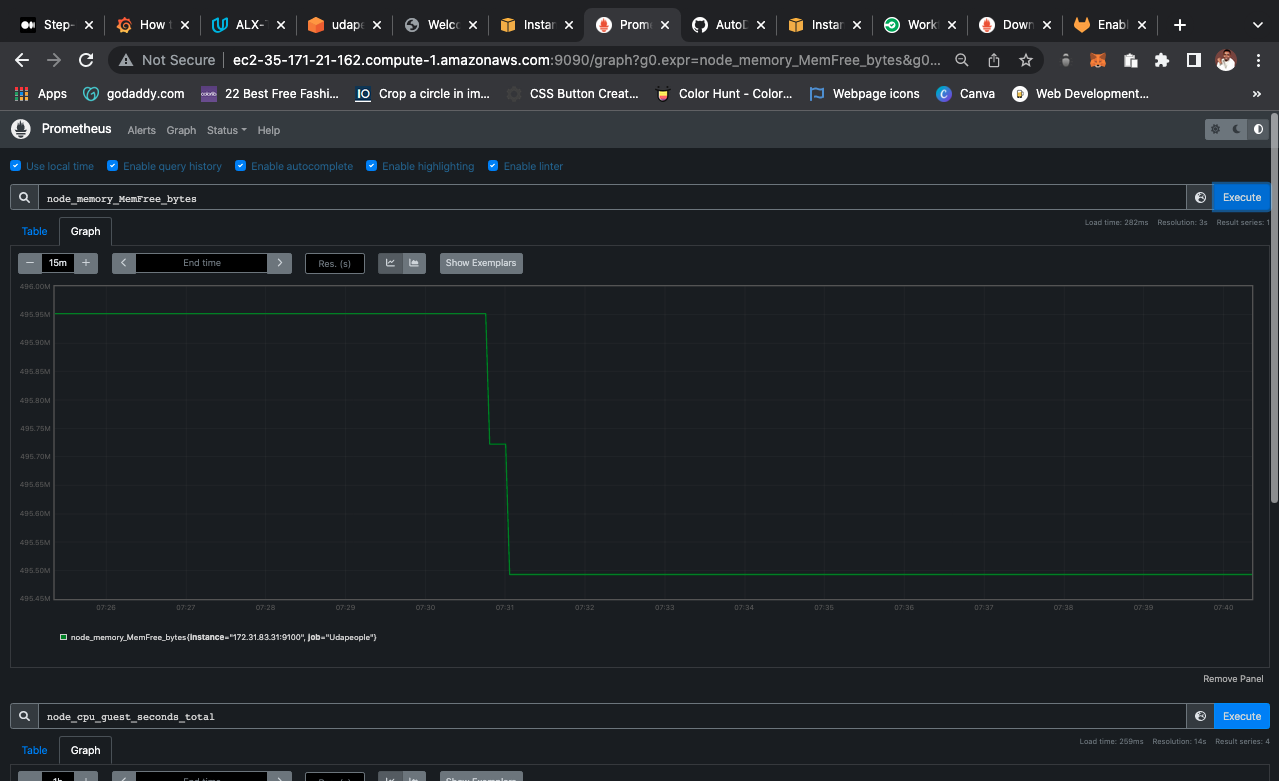 Step- How ALX- udape Welco Instar Prome AutoD Instar Work Down Enabl
Not Secure ec2-35-171-21-162.compute-1.amazonaws.com:9090/graph?g0.expr=node_memory_MemFree_bytes&g0...
Apps godaddy.com 22 Best Free Fashi... Crop a circle in im... CSS Button Creat... Color Hunt - Color... Webpage icons Canva Web Development... »
Prometheus Alerts Graph Status Help
Use local time Enable query history Enable autocomplete Enable highlighting Enable linter
node_memory_MemFree_bytes Execute
Load time: 282ms Resolution: 3s Result series: 1
Table Graph
− 15m + End time Res. (s) Show Exemplars
496.00M
495.95M
495.90M
495.85M
495.80M
495.75M
495.70M
495.65M
495.60M
495.55M
495.50M
495.45M
07:26 07:27 07:28 07:29 07:30 07:31 07:32 07:33 07:34 07:35 07:36 07:37 07:38 07:39 07:40
node_memory_MemFree_bytes{instance="172.31.83.31:9100", job="Udapeople"}
Remove Panel
node_cpu_guest_seconds_total Execute
Load time: 259ms Resolution: 14s Result series: 4
Table Graph
− 1h + End time Res. (s) Show Exemplars